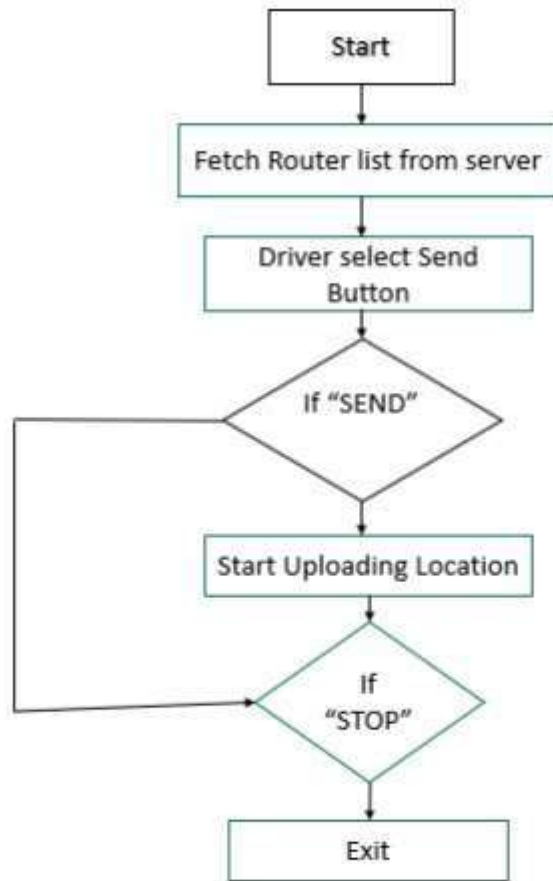 Start
Fetch Router list from server
Driver select Send
Button
If “SEND”
Start Uploading Location
If
“STOP”
Exit